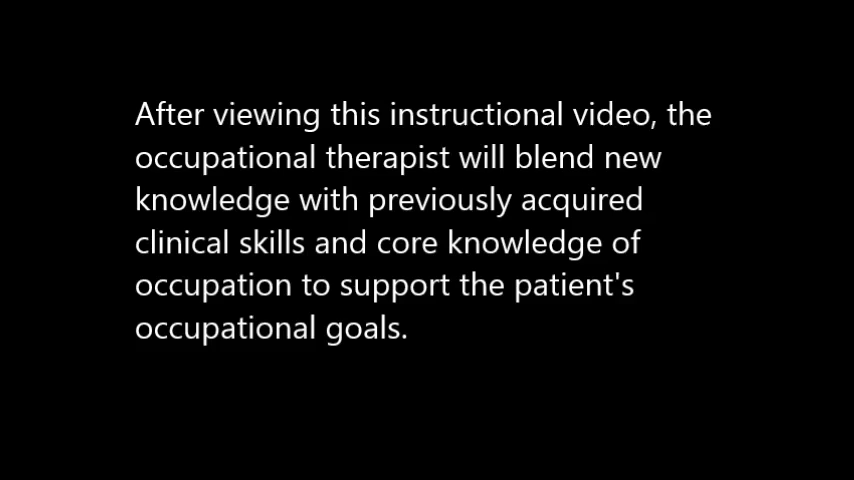 After viewing this instructional video, the
occupational therapist will blend new
knowledge with previously acquired
clinical skills and core knowledge of
occupation to support the patient's
occupational goals.